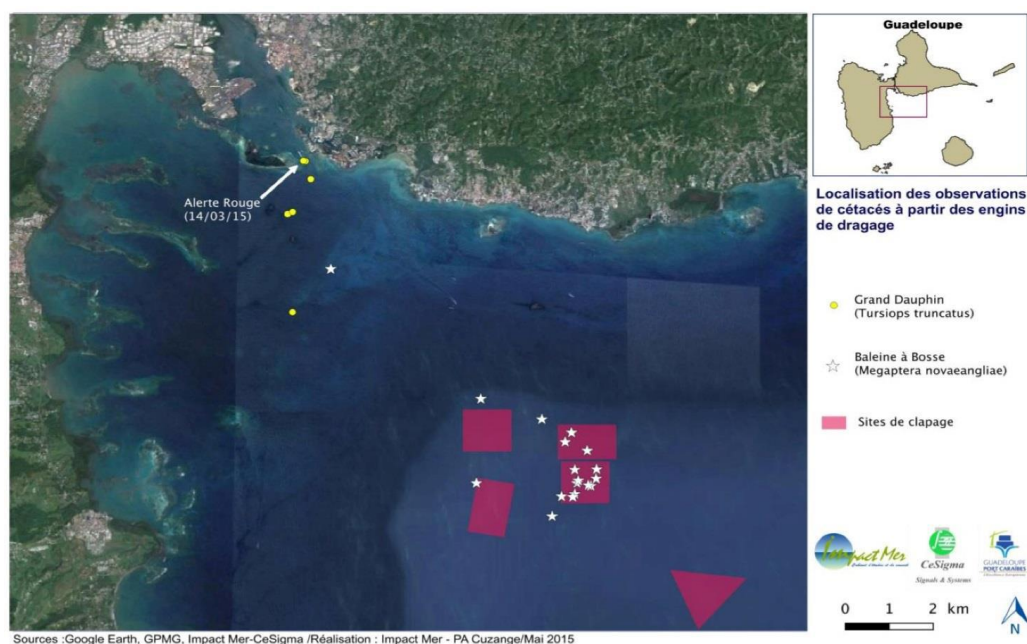 Guadeloupe
Alerte Rouge
(14/03/15)
Localisation des observations
de cétacés à partir des engins
de dragage
Grand Dauphin
(Tursiops truncatus)
Baleine à Bosse
(Megaptera novaeangliae)
Sites de clapage
Impact Mer
CeSigma
Signals & Systems
GUADELOUPE
PORT CARAÏBES
0 1 2 km
N
Sources :Google Earth, GPMG, Impact Mer-CeSigma /Réalisation : Impact Mer - PA Cuzange/Mai 2015